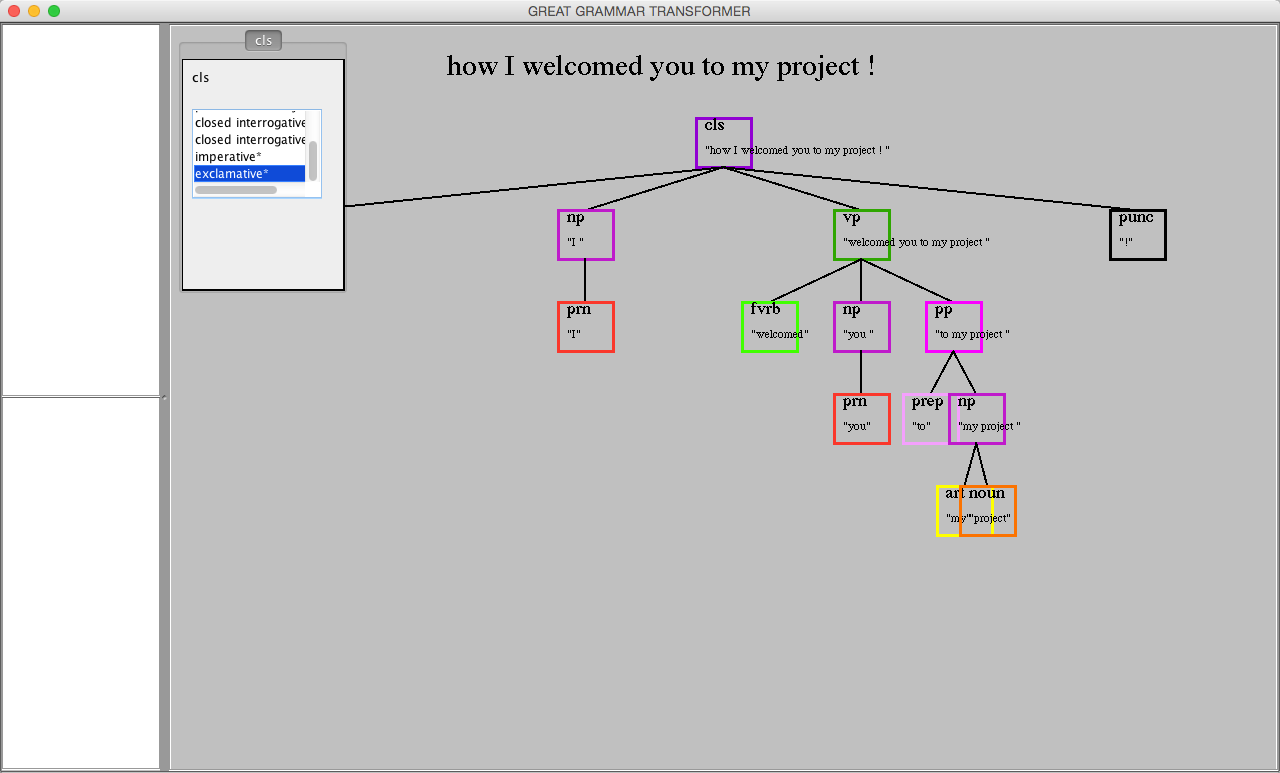 GREAT GRAMMAR TRANSFORMER
cls
cls
closed interrogative
closed interrogative
imperative*
exclamative*
how I welcomed you to my project !
cls
"how I welcomed you to my project ! "
np
"I "
vp
"welcomed you to my project "
punc
"!"
prn
"I"
fvrb
"welcomed"
np
"you "
pp
"to my project "
prn
"you"
prep
"to"
np
"my project "
art noun
"my" "project"